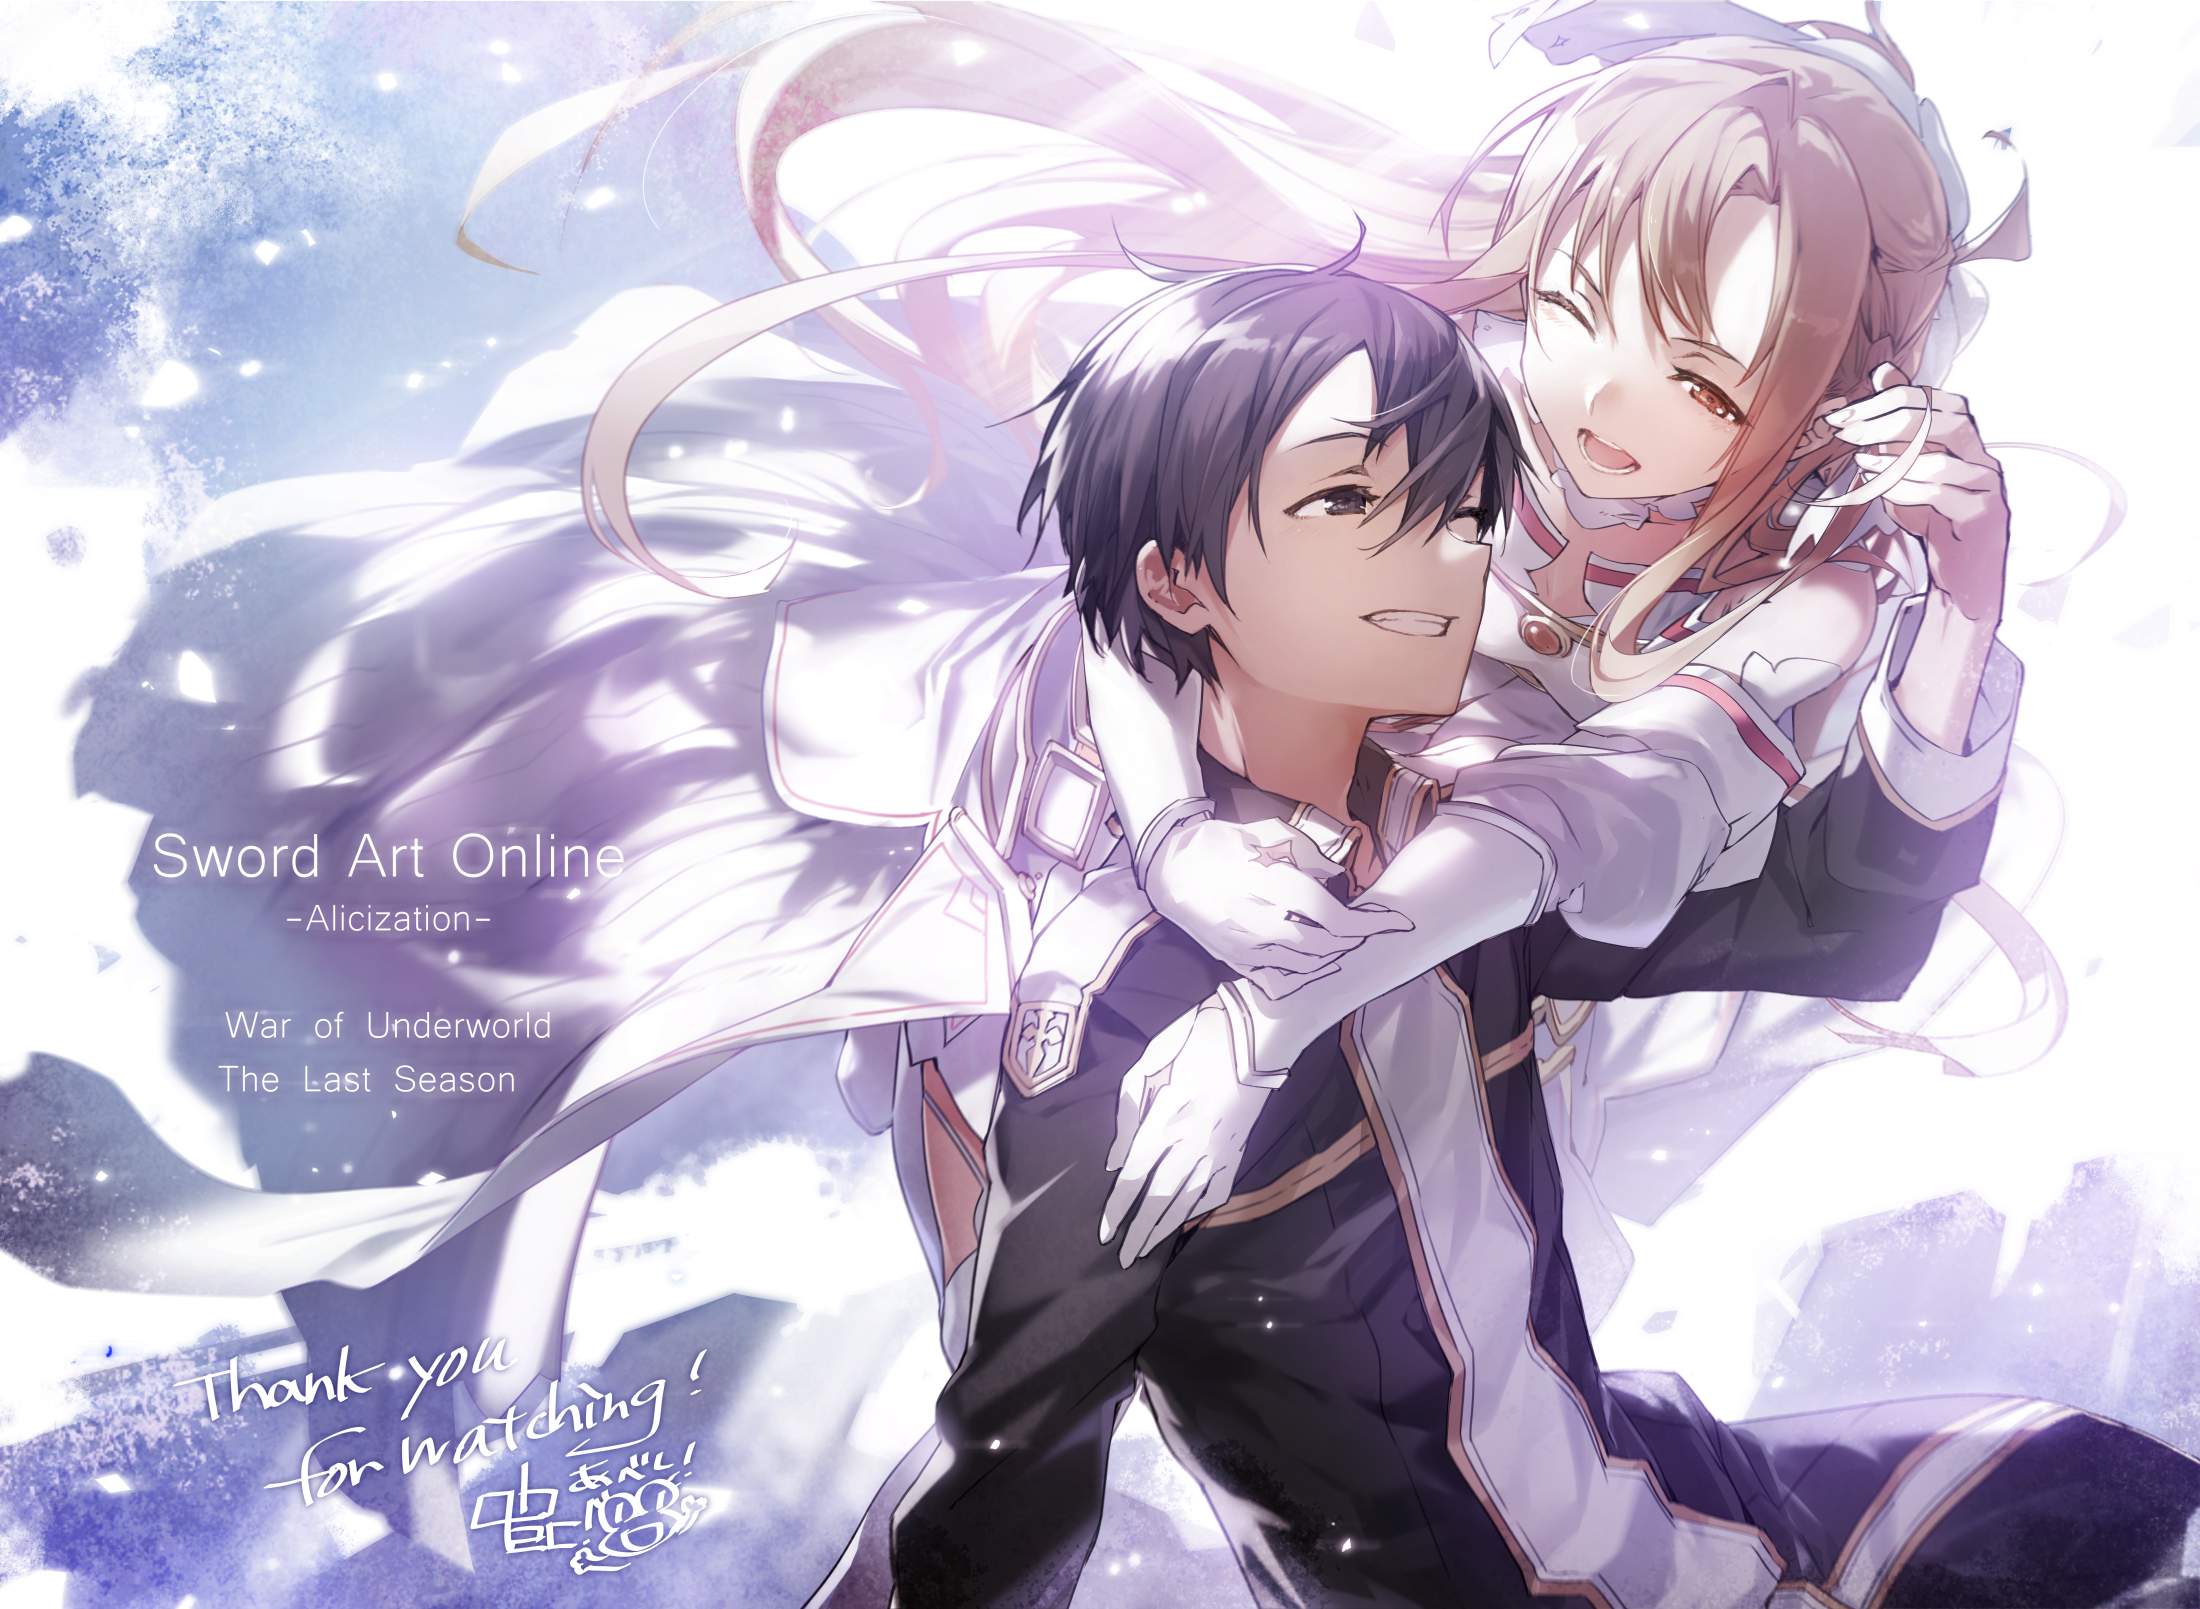 Sword Art Online
-Alicization-
War of Underworld
The Last Season
Thank you
for watching!
あべし!